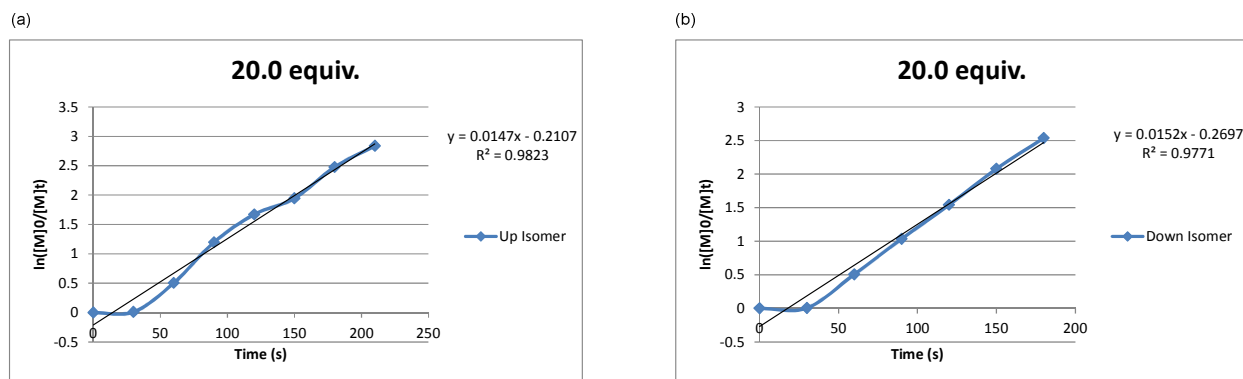 (a)
20.0 equiv.
ln([M]0/[M]t)
3.5
3
2.5
2
1.5
1
0.5
0
-0.5
0
50
100
150
200
250
Time (s)
y = 0.0147x - 0.2107
R² = 0.9823
Up Isomer
(b)
20.0 equiv.
ln([M]0/[M]t)
3
2.5
2
1.5
1
0.5
0
-0.5
0
50
100
150
200
Time (s)
y = 0.0152x - 0.2697
R² = 0.9771
Down Isomer